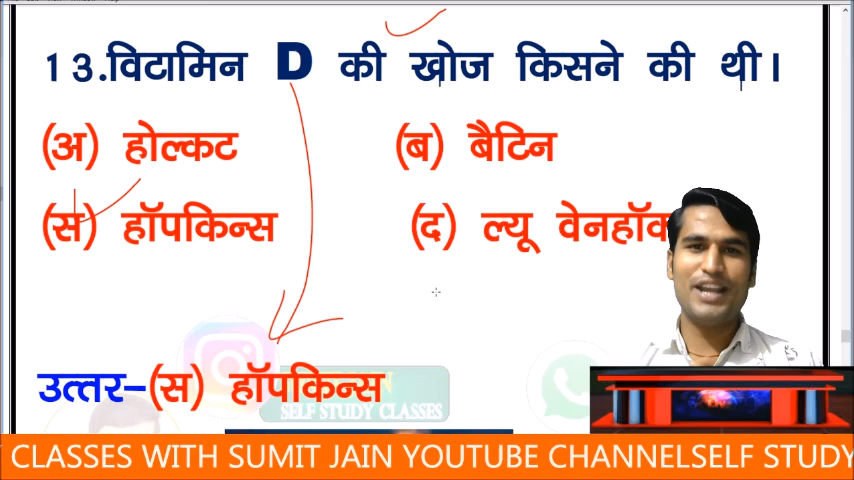 13.विटामिन D की खोज किसने की थी।
(अ) होल्कट (ब) बैटिन
(स) हॉपकिन्स (द) ल्यू वेनहॉक
उत्तर-(स) हॉपकिन्स
SELF STUDY CLASSES
CLASSES WITH SUMIT JAIN YOUTUBE CHANNELSELF STUDY